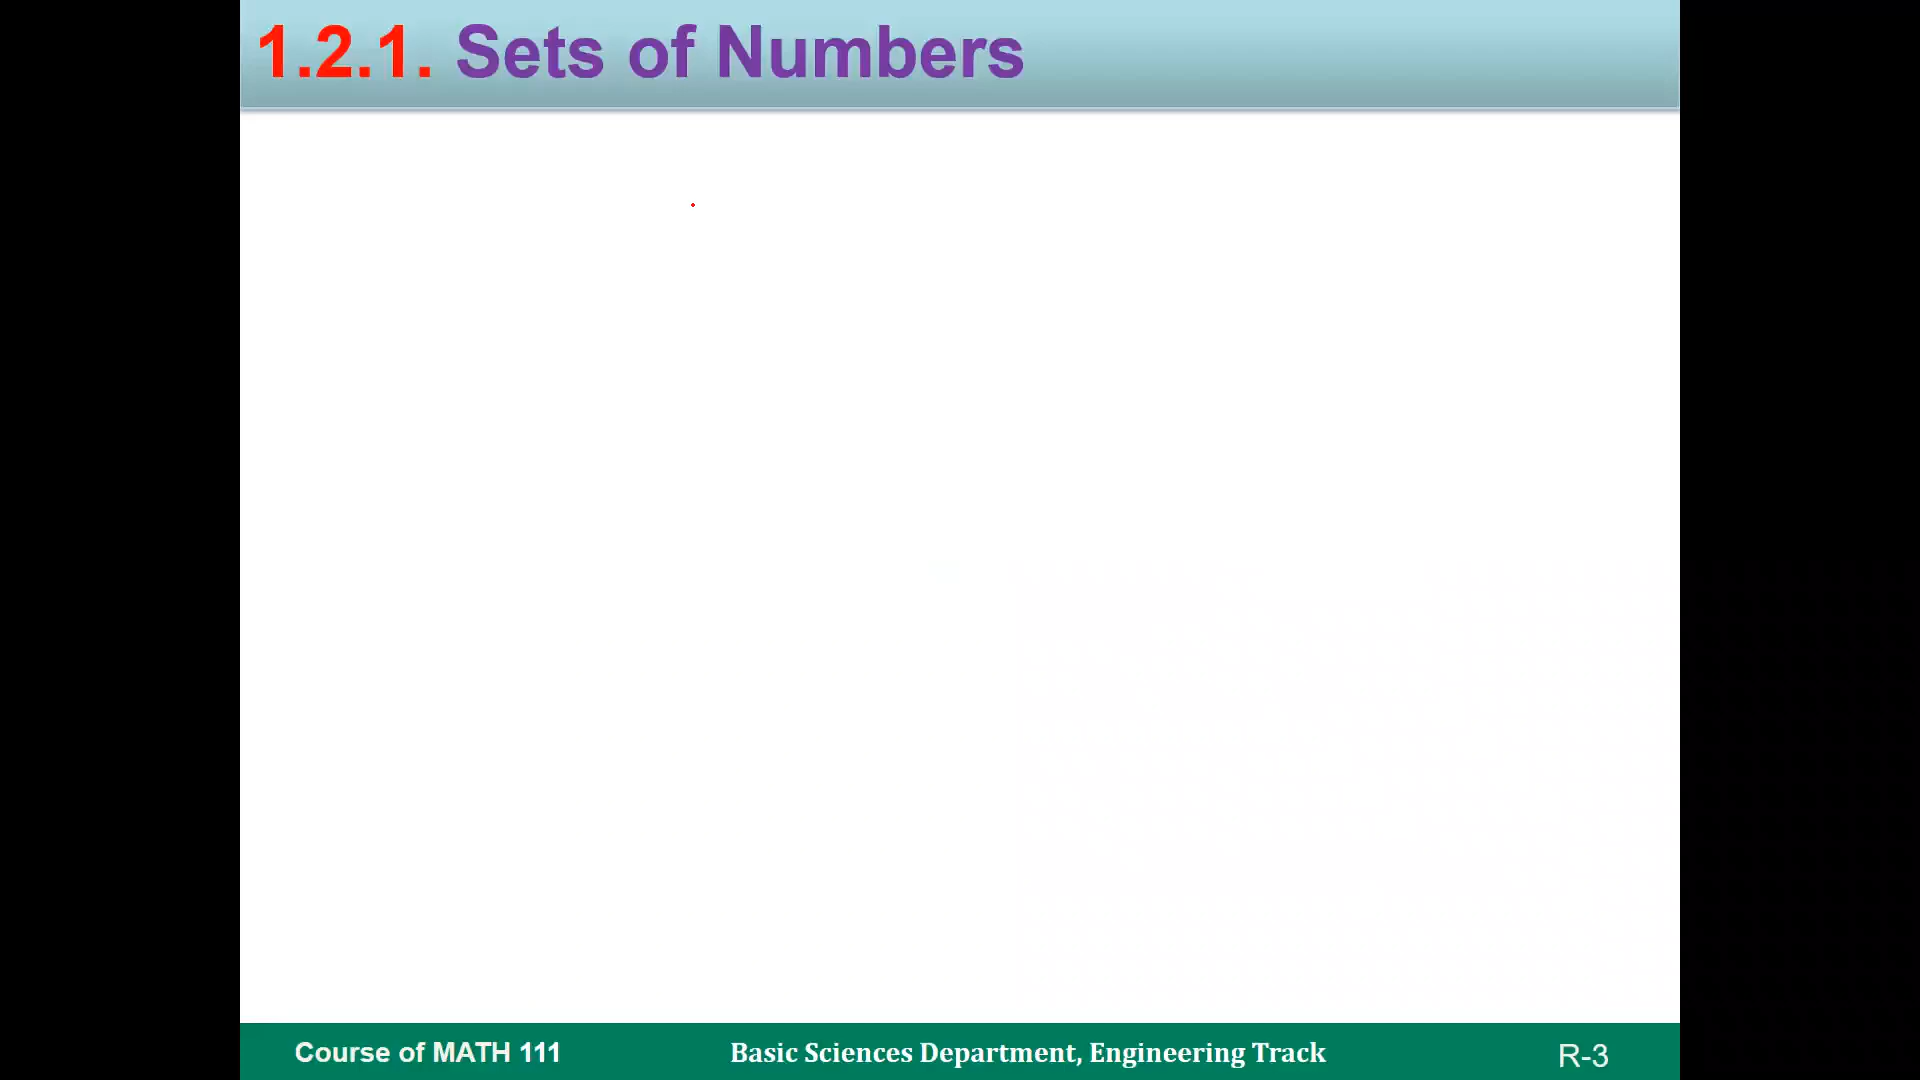 1.2.1. Sets of Numbers
Course of MATH 111 Basic Sciences Department, Engineering Track R-3